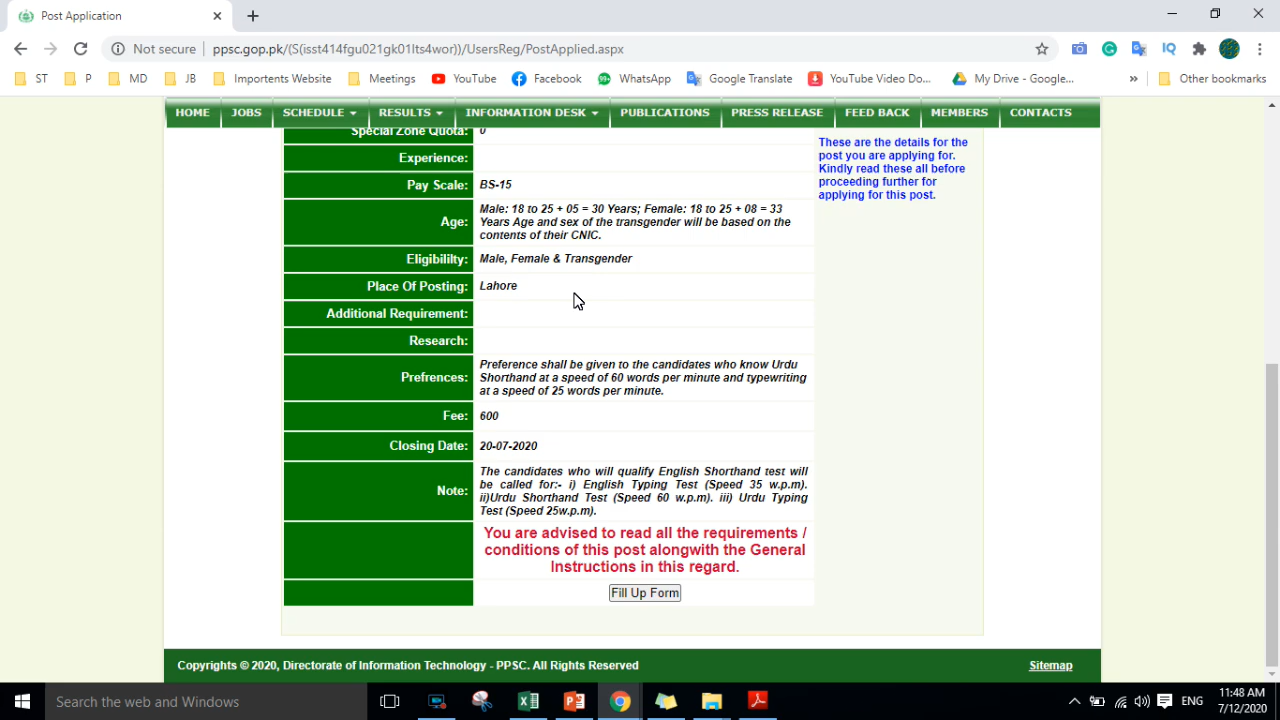 Post Application
Not secure
ppsc.gop.pk/(S(isst414fgu021gk01lts4wor))/UsersReg/PostApplied.aspx
ST P MD JB Importents Website Meetings YouTube Facebook WhatsApp Google Translate YouTube Video Do... My Drive - Google... » Other bookmarks
HOME JOBS SCHEDULE RESULTS INFORMATION DESK PUBLICATIONS PRESS RELEASE FEED BACK MEMBERS CONTACTS
Special Zone Quota: 0
Experience:
Pay Scale: BS-15
Age: Male: 18 to 25 + 05 = 30 Years; Female: 18 to 25 + 08 = 33
Years Age and sex of the transgender will be based on the
contents of their CNIC.
Eligibililty: Male, Female & Transgender
Place Of Posting: Lahore
Additional Requirement:
Research:
Prefrences: Preference shall be given to the candidates who know Urdu
Shorthand at a speed of 60 words per minute and typewriting
at a speed of 25 words per minute.
Fee: 600
Closing Date: 20-07-2020
Note: The candidates who will qualify English Shorthand test will
be called for:- i) English Typing Test (Speed 35 w.p.m).
ii)Urdu Shorthand Test (Speed 60 w.p.m). iii) Urdu Typing
Test (Speed 25w.p.m).
You are advised to read all the requirements /
conditions of this post alongwith the General
Instructions in this regard.
Fill Up Form
These are the details for the
post you are applying for.
Kindly read these all before
proceeding further for
applying for this post.
Copyrights © 2020, Directorate of Information Technology - PPSC. All Rights Reserved
Sitemap
Search the web and Windows
ENG
11:48 AM
7/12/2020